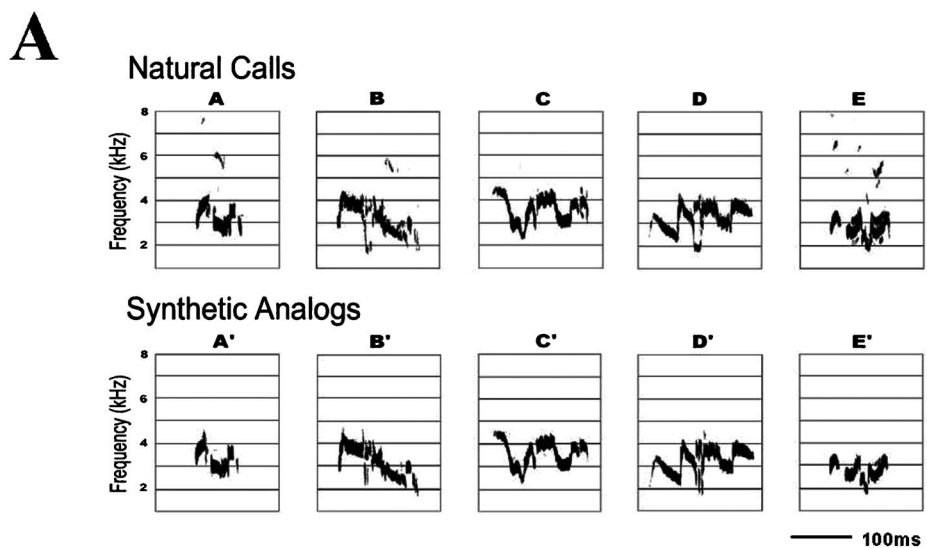 A
Natural Calls
A B C D E
Frequency (kHz)
8
6
4
2
Synthetic Analogs
A' B' C' D' E'
Frequency (kHz)
8
6
4
2
100ms